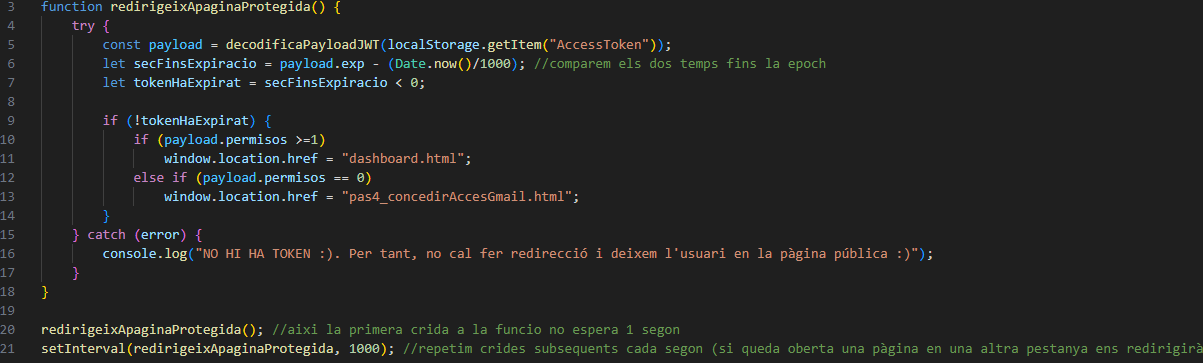 3 function redirigeixApaginaProtegida() {
4 try {
5 const payload = decodificaPayloadJWT(localStorage.getItem("AccessToken"));
6 let secFinsExpiracio = payload.exp - (Date.now()/1000); //comparem els dos temps fins la epoch
7 let tokenHaExpirat = secFinsExpiracio < 0;
8
9 if (!tokenHaExpirat) {
10 if (payload.permisos >=1)
11 window.location.href = "dashboard.html";
12 else if (payload.permisos == 0)
13 window.location.href = "pas4_concedirAccesGmail.html";
14 }
15 } catch (error) {
16 console.log("NO HI HA TOKEN :). Per tant, no cal fer redirecció i deixem l'usuari en la pàgina pública :)");
17 }
18 }
19
20 redirigeixApaginaProtegida(); //aixi la primera crida a la funcio no espera 1 segon
21 setInterval(redirigeixApaginaProtegida, 1000); //repetim crides subsequents cada segon (si queda oberta una pàgina en una altra pestanya ens redirigir